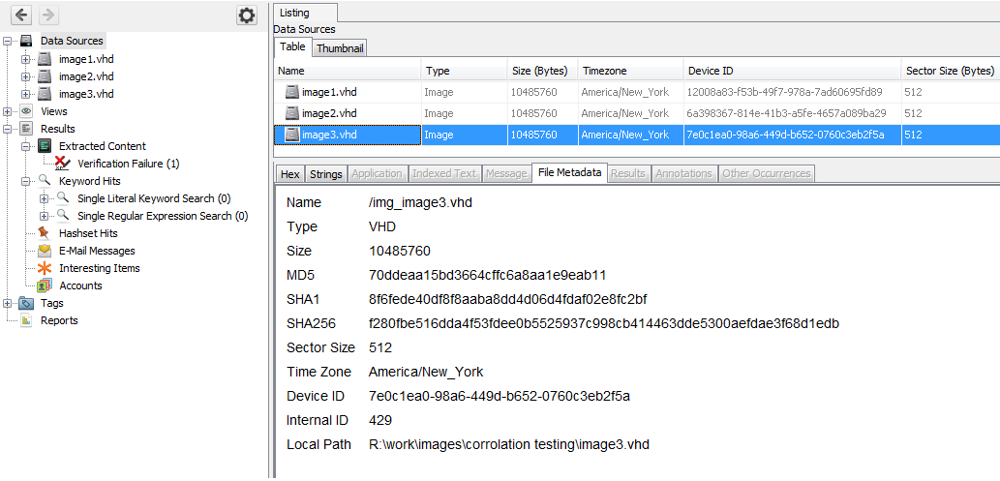 Data Sources
image1.vhd
image2.vhd
image3.vhd
Views
Results
Extracted Content
Verification Failure (1)
Keyword Hits
Single Literal Keyword Search (0)
Single Regular Expression Search (0)
Hashset Hits
E-Mail Messages
Interesting Items
Accounts
Tags
Reports
Listing
Data Sources
Table Thumbnail
Name Type Size (Bytes) Timezone Device ID Sector Size (Bytes)
image1.vhd Image 10485760 America/New_York 12008a83-f53b-49f7-978a-7ad60695fd89 512
image2.vhd Image 10485760 America/New_York 6a398367-814e-41b3-a5fe-4657a089ba29 512
image3.vhd Image 10485760 America/New_York 7e0c1ea0-98a6-449d-b652-0760c3eb2f5a 512
Hex Strings Application Indexed Text Message File Metadata Results Annotations Other Occurrences
Name /img_image3.vhd
Type VHD
Size 10485760
MD5 70ddeaa15bd3664cffc6a8aa1e9eab11
SHA1 8f6fede40df8f8aaba8dd4d06d4fdaf02e8fc2bf
SHA256 f280fbe516dda4f53fdee0b5525937c998cb414463dde5300aefdae3f68d1edb
Sector Size 512
Time Zone America/New_York
Device ID 7e0c1ea0-98a6-449d-b652-0760c3eb2f5a
Internal ID 429
Local Path R:\work\images\corrolation testing\image3.vhd